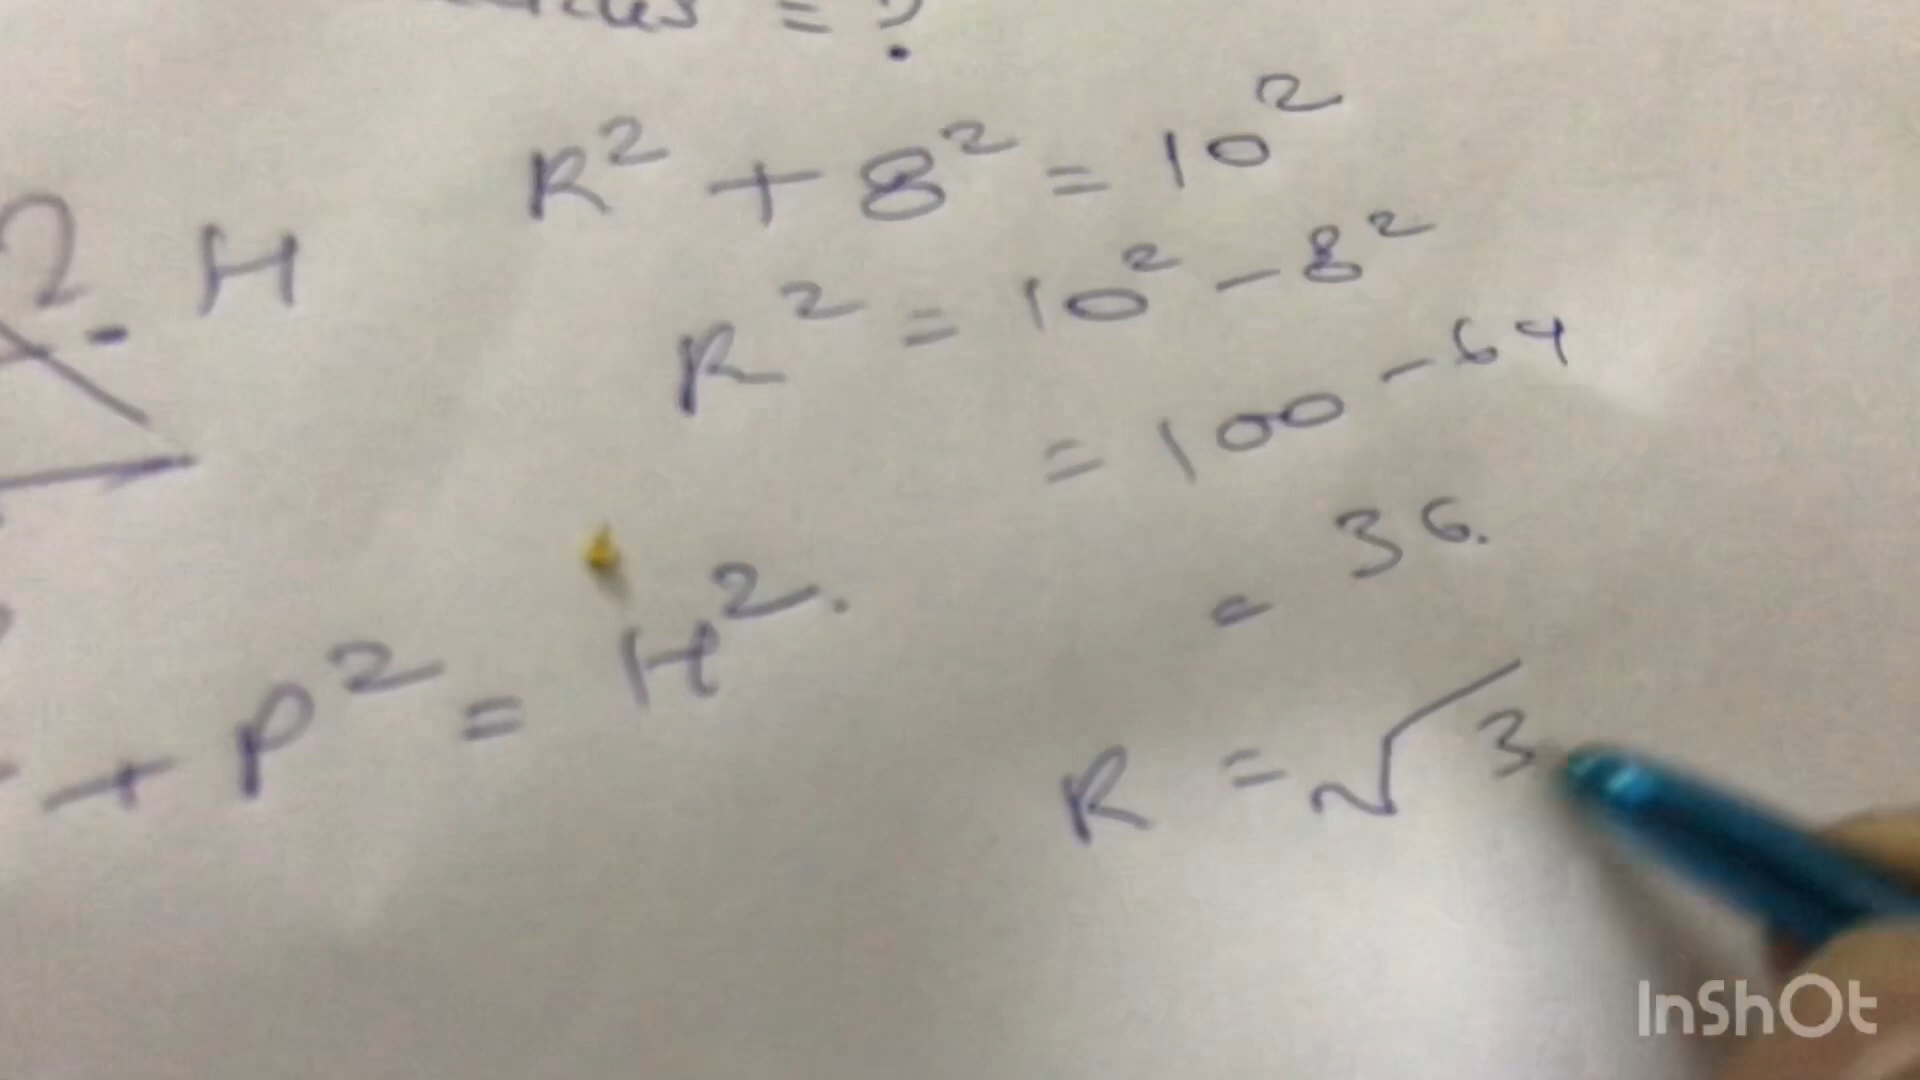 = ?
R² + 8² = 10²
R² = 10² - 8²
= 100 - 64
= 36.
R = √3
H
+ P² = H².
InShOt